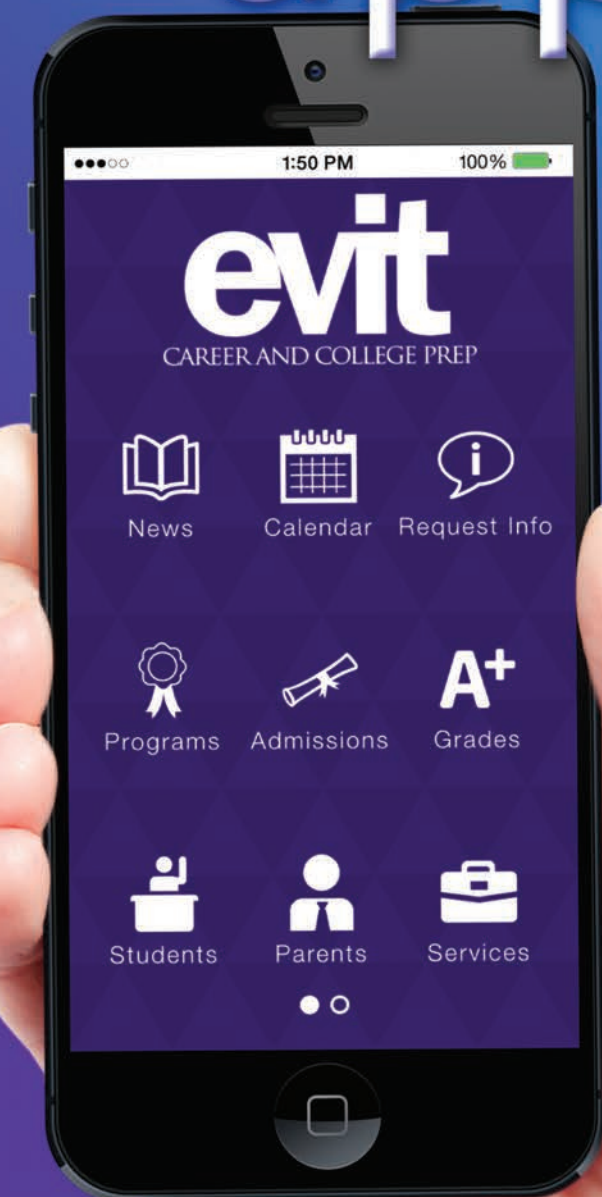 1:50 PM 100%
evit
CAREER AND COLLEGE PREP
News Calendar Request Info
A+
Programs Admissions Grades
Students Parents Services